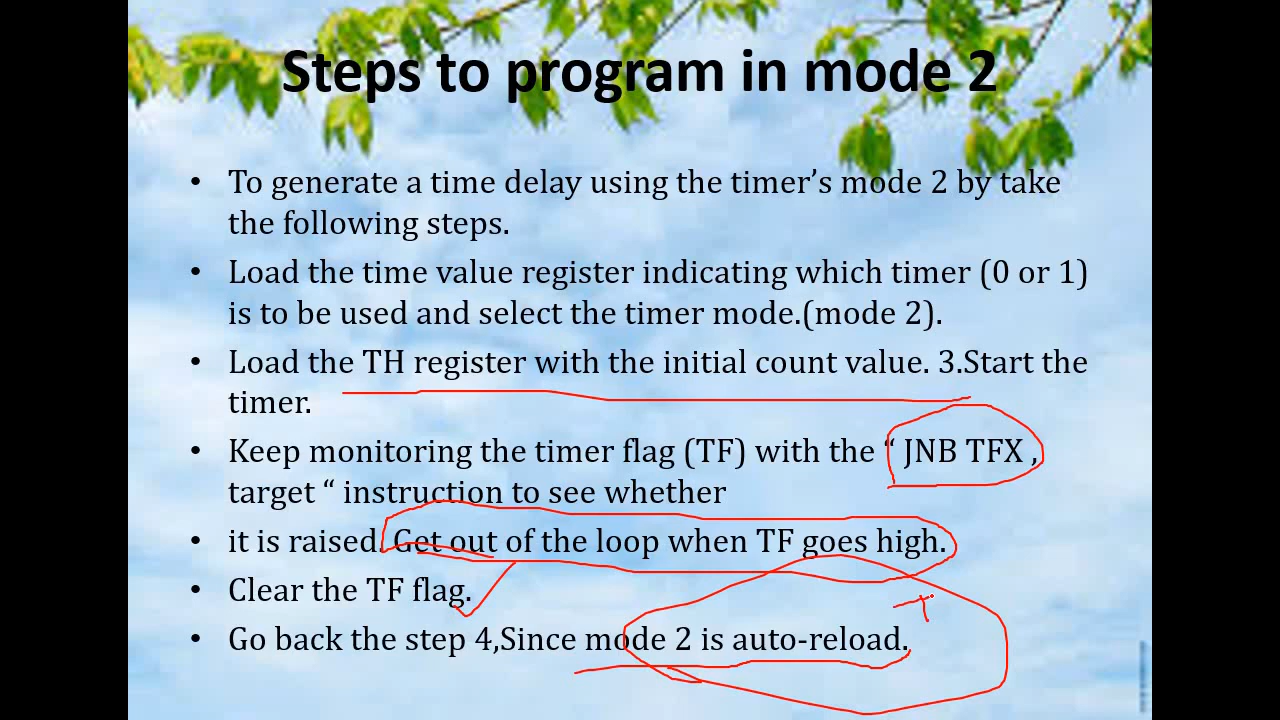 Steps to program in mode 2
• To generate a time delay using the timer’s mode 2 by take
the following steps.
• Load the time value register indicating which timer (0 or 1)
is to be used and select the timer mode.(mode 2).
• Load the TH register with the initial count value. 3.Start the
timer.
• Keep monitoring the timer flag (TF) with the “ JNB TFX ,
target “ instruction to see whether
• it is raised. Get out of the loop when TF goes high.
• Clear the TF flag.
• Go back the step 4,Since mode 2 is auto-reload.